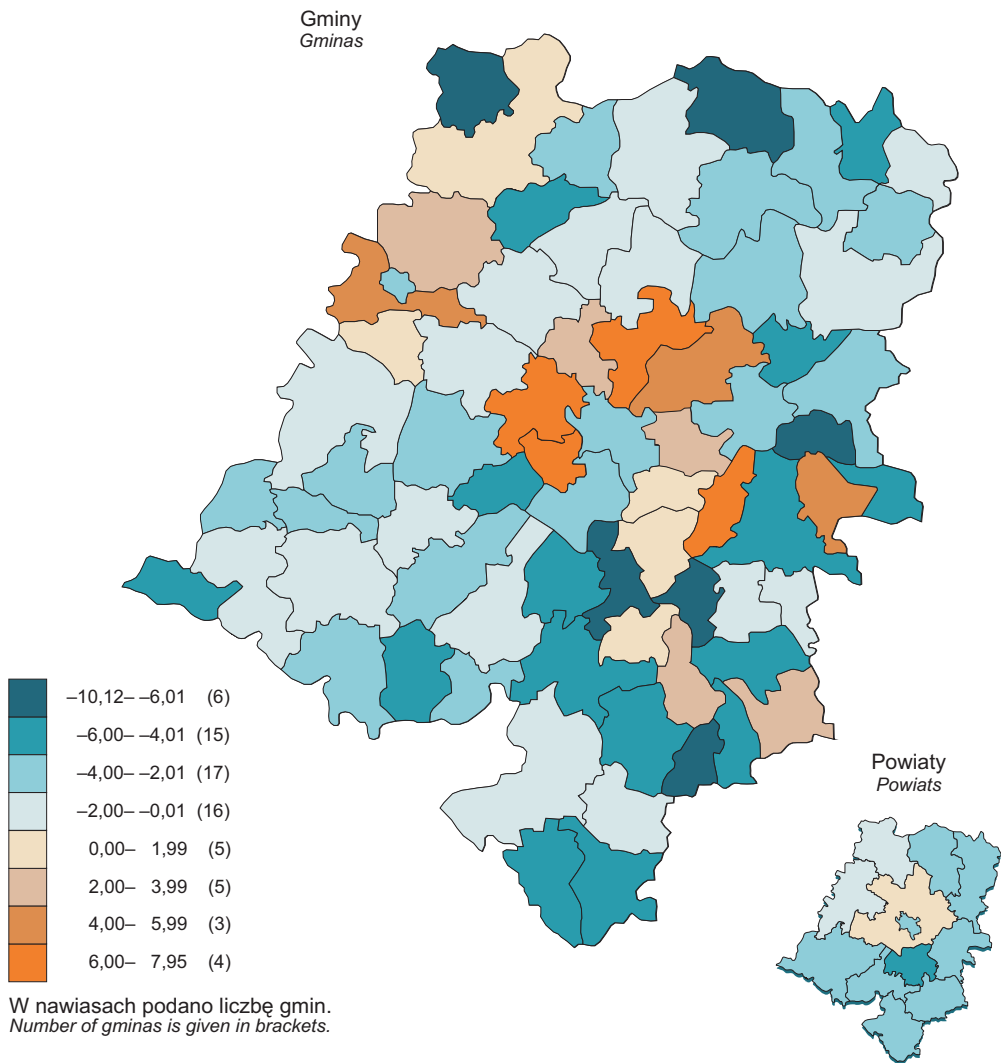 Gminy
Gminas
–10,12– –6,01 (6)
–6,00– –4,01 (15)
–4,00– –2,01 (17)
–2,00– –0,01 (16)
0,00– 1,99 (5)
2,00– 3,99 (5)
4,00– 5,99 (3)
6,00– 7,95 (4)
W nawiasach podano liczbę gmin.
Number of gminas is given in brackets.
Powiaty
Powiats